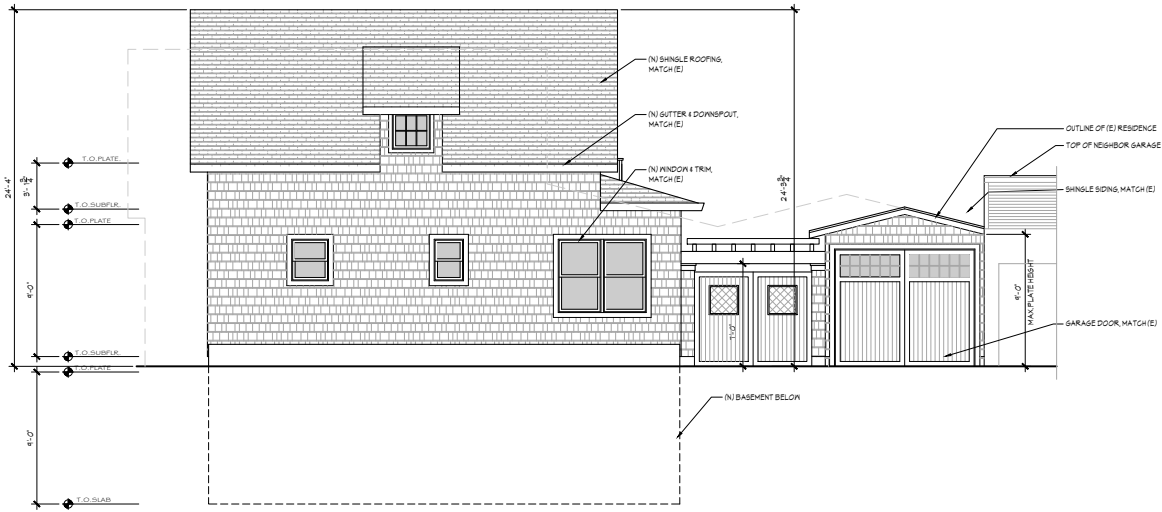 (N) SHINGLE ROOFING,
MATCH (E)
(N) GUTTER & DOWNSPOUT,
MATCH (E)
(N) WINDOW & TRIM,
MATCH (E)
OUTLINE OF (E) RESIDENCE
TOP OF NEIGHBOR GARAGE
SHINGLE SIDING, MATCH (E)
GARAGE DOOR, MATCH (E)
(N) BASEMENT BELOW
T.O.PLATE.
T.O.SUBFLR.
T.O.PLATE
T.O.SUBFLR.
T.O.PLATE
T.O.SLAB
24'-4"
3'-1 3/4"
9'-0"
9'-0"
24'-3 3/4"
7'-0"
9'-0"
MAX. PLATE HEIGHT